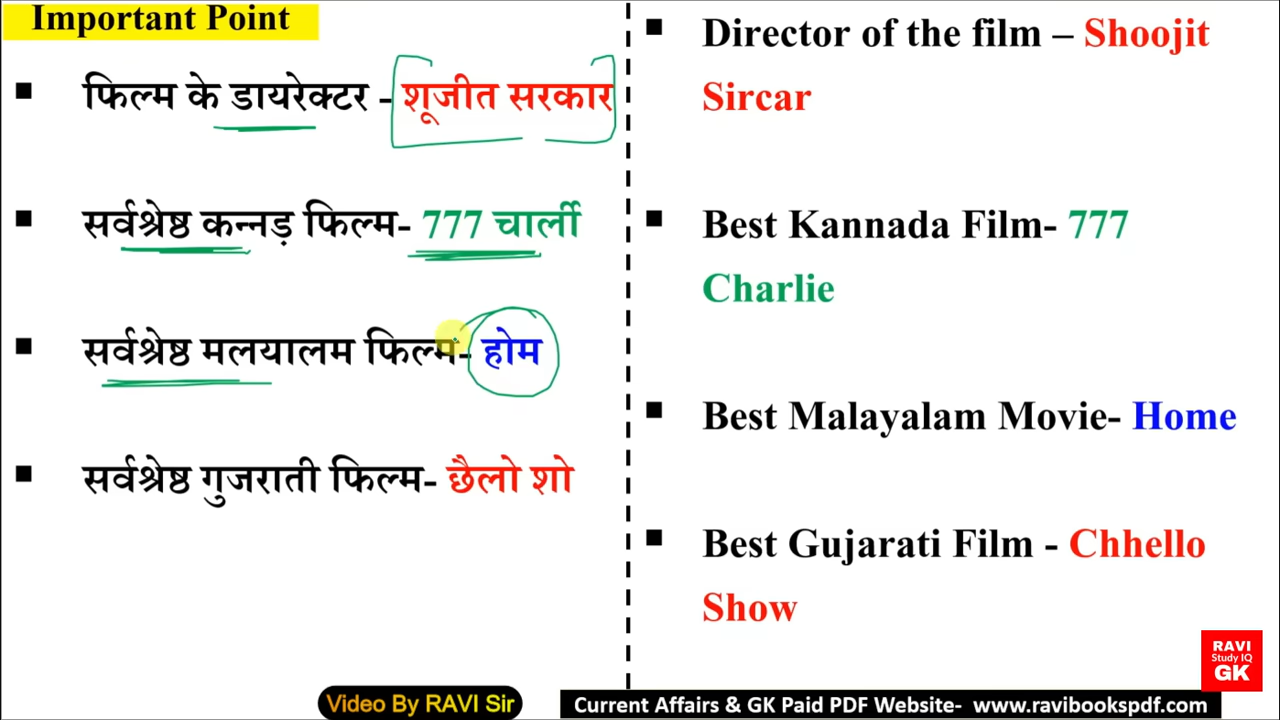 Important Point
▪ फिल्म के डायरेक्टर - शूजीत सरकार
▪ सर्वश्रेष्ठ कन्नड़ फिल्म- 777 चार्ली
▪ सर्वश्रेष्ठ मलयालम फिल्म- होम
▪ सर्वश्रेष्ठ गुजराती फिल्म- छैलो शो
▪ Director of the film – Shoojit
Sircar
▪ Best Kannada Film- 777
Charlie
▪ Best Malayalam Movie- Home
▪ Best Gujarati Film - Chhello
Show
RAVI
Study IQ
GK
Video By RAVI Sir
Current Affairs & GK Paid PDF Website- www.ravibookspdf.com